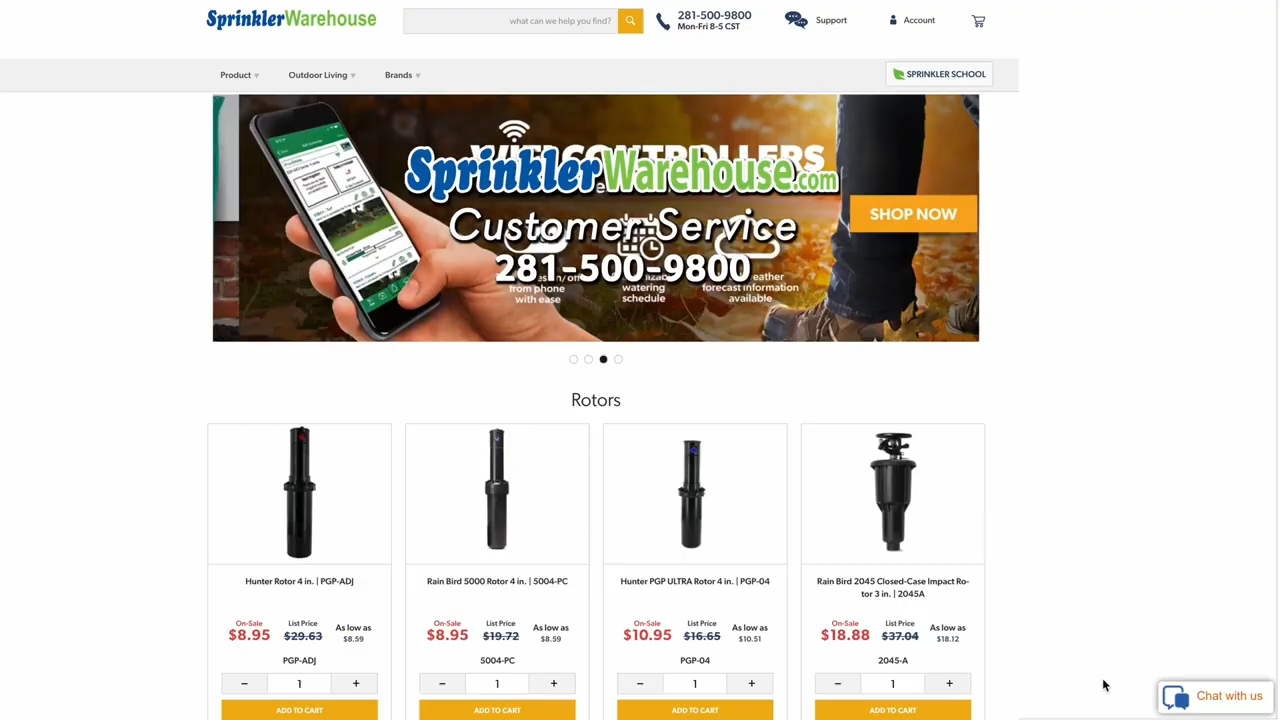 SprinklerWarehouse
what can we help you find?
281-500-9800
Mon-Fri 8-5 CST
Support
Account
Product
Outdoor Living
Brands
SPRINKLER SCHOOL
CONTROLLERS
SprinklerWarehouse.com
SHOP NOW
Customer Service
281-500-9800
from phone
with ease
watering
schedule
forecast information
available
Rotors
Hunter Rotor 4 in. | PGP-ADJ
On-Sale List Price As low as
$8.95 $29.63 $8.59
PGP-ADJ
− 1 +
ADD TO CART
Rain Bird 5000 Rotor 4 in. | 5004-PC
On-Sale List Price As low as
$8.95 $19.72 $8.59
5004-PC
− 1 +
ADD TO CART
Hunter PGP ULTRA Rotor 4 in. | PGP-04
On-Sale List Price As low as
$10.95 $16.65 $10.51
PGP-04
− 1 +
ADD TO CART
Rain Bird 2045 Closed-Case Impact Ro-
tor 3 in. | 2045A
On-Sale List Price As low as
$18.88 $37.04 $18.12
2045-A
− 1 +
ADD TO CART
Chat with us